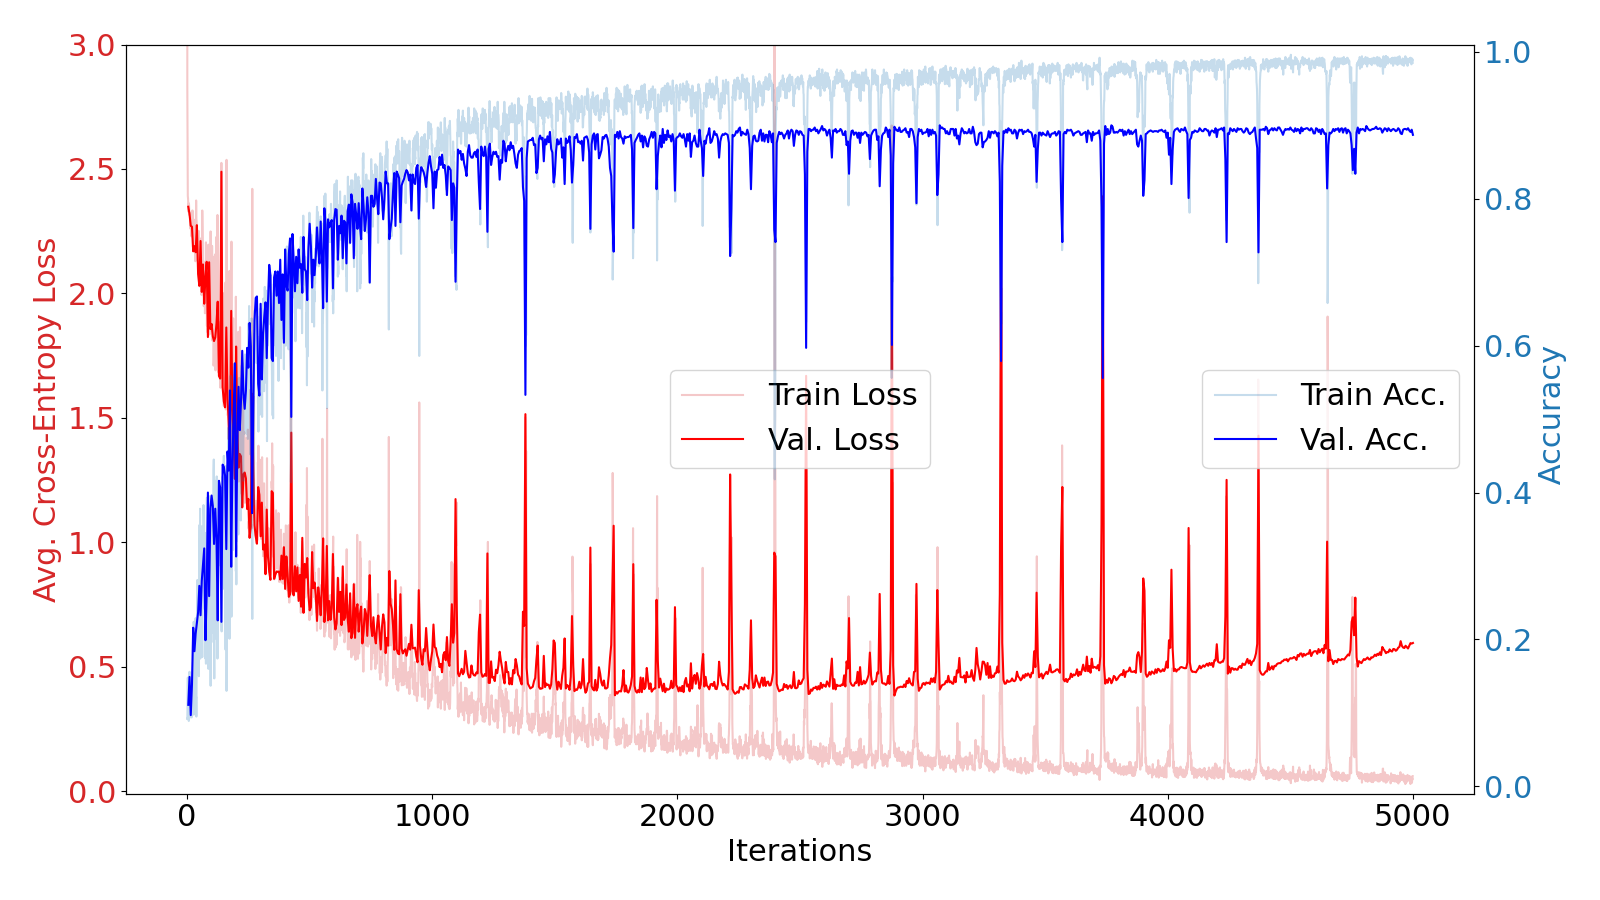 3.0
2.5
2.0
1.5
1.0
0.5
0.0
Avg. Cross-Entropy Loss
1.0
0.8
0.6
0.4
0.2
0.0
Accuracy
Train Loss
Val. Loss
Train Acc.
Val. Acc.
0 1000 2000 3000 4000 5000
Iterations